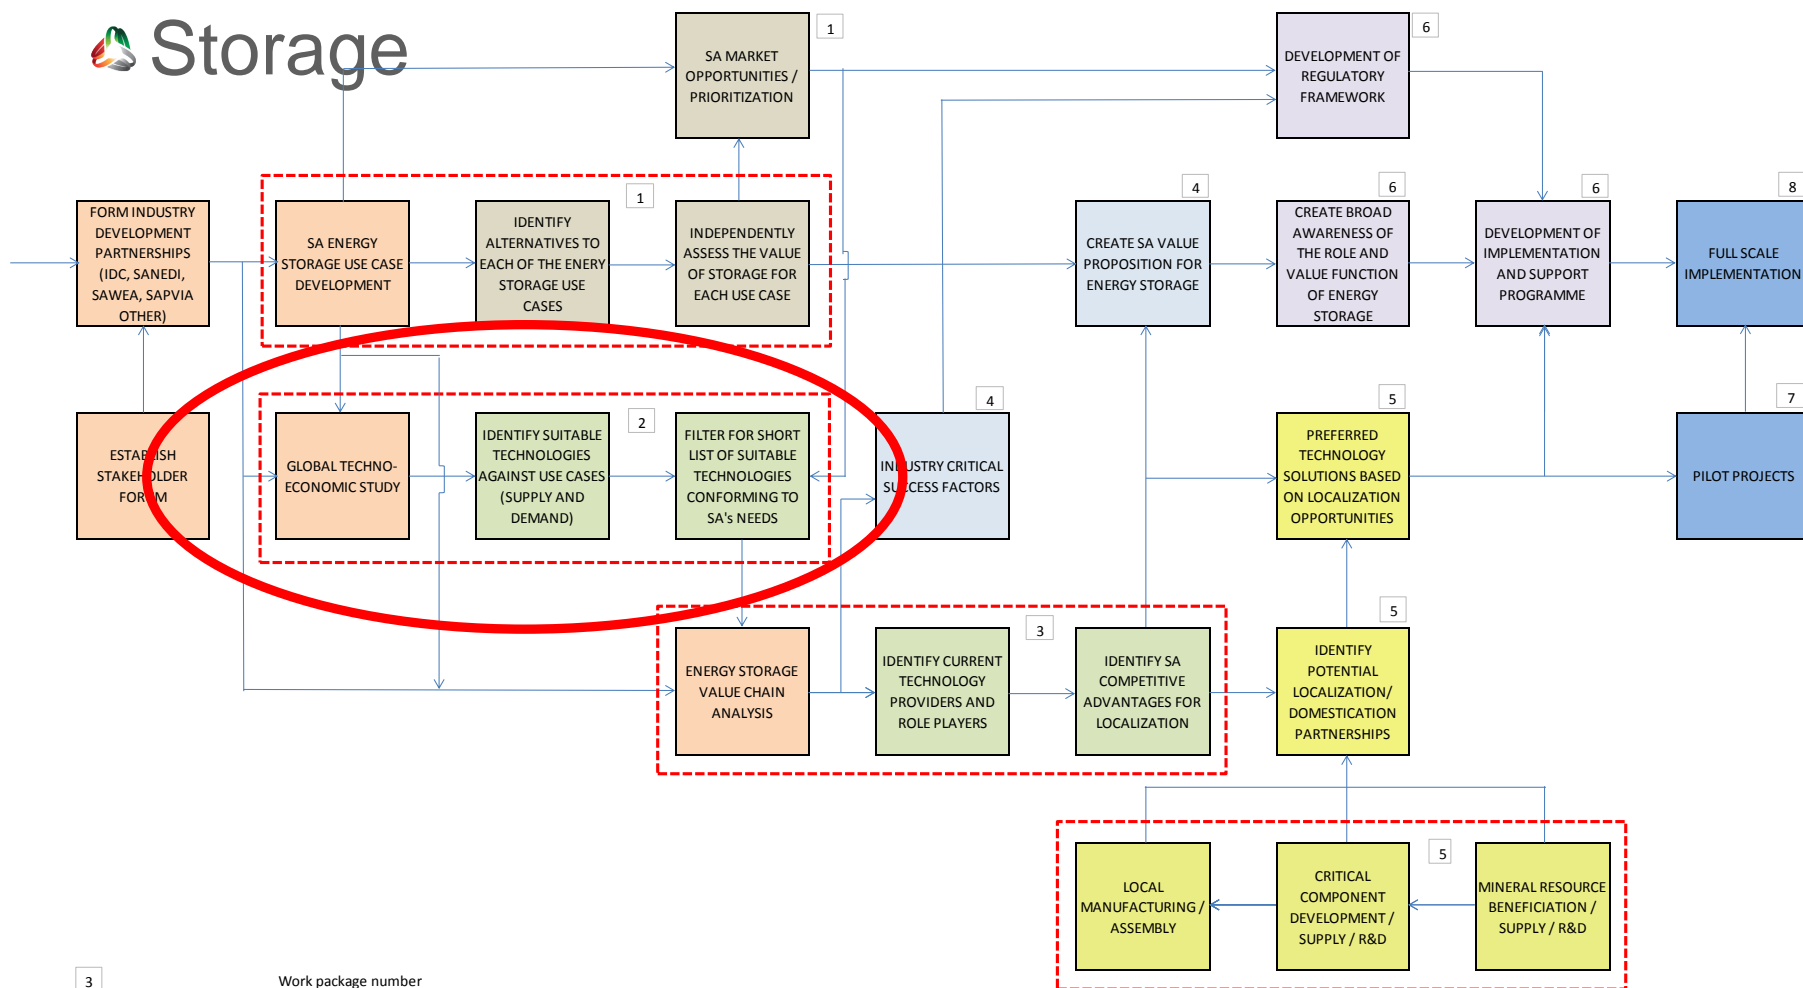 Storage
1
SA MARKET
OPPORTUNITIES /
PRIORITIZATION
6
DEVELOPMENT OF
REGULATORY
FRAMEWORK
FORM INDUSTRY
DEVELOPMENT
PARTNERSHIPS
(IDC, SANEDI,
SAWEA, SAPVIA
OTHER)
SA ENERGY
STORAGE USE CASE
DEVELOPMENT
1
IDENTIFY
ALTERNATIVES TO
EACH OF THE ENERY
STORAGE USE
CASES
INDEPENDENTLY
ASSESS THE VALUE
OF STORAGE FOR
EACH USE CASE
4
CREATE SA VALUE
PROPOSITION FOR
ENERGY STORAGE
6
CREATE BROAD
AWARENESS OF
THE ROLE AND
VALUE FUNCTION
OF ENERGY
STORAGE
6
DEVELOPMENT OF
IMPLEMENTATION
AND SUPPORT
PROGRAMME
8
FULL SCALE
IMPLEMENTATION
ESTABLISH
STAKEHOLDER
FORUM
GLOBAL TECHNO-
ECONOMIC STUDY
2
IDENTIFY SUITABLE
TECHNOLOGIES
AGAINST USE CASES
(SUPPLY AND
DEMAND)
FILTER FOR SHORT
LIST OF SUITABLE
TECHNOLOGIES
CONFORMING TO
SA's NEEDS
4
INDUSTRY CRITICAL
SUCCESS FACTORS
5
PREFERRED
TECHNOLOGY
SOLUTIONS BASED
ON LOCALIZATION
OPPORTUNITIES
7
PILOT PROJECTS
ENERGY STORAGE
VALUE CHAIN
ANALYSIS
3
IDENTIFY CURRENT
TECHNOLOGY
PROVIDERS AND
ROLE PLAYERS
IDENTIFY SA
COMPETITIVE
ADVANTAGES FOR
LOCALIZATION
5
IDENTIFY
POTENTIAL
LOCALIZATION/
DOMESTICATION
PARTNERSHIPS
LOCAL
MANUFACTURING /
ASSEMBLY
5
CRITICAL
COMPONENT
DEVELOPMENT /
SUPPLY / R&D
MINERAL RESOURCE
BENEFICIATION /
SUPPLY / R&D
3
Work package number